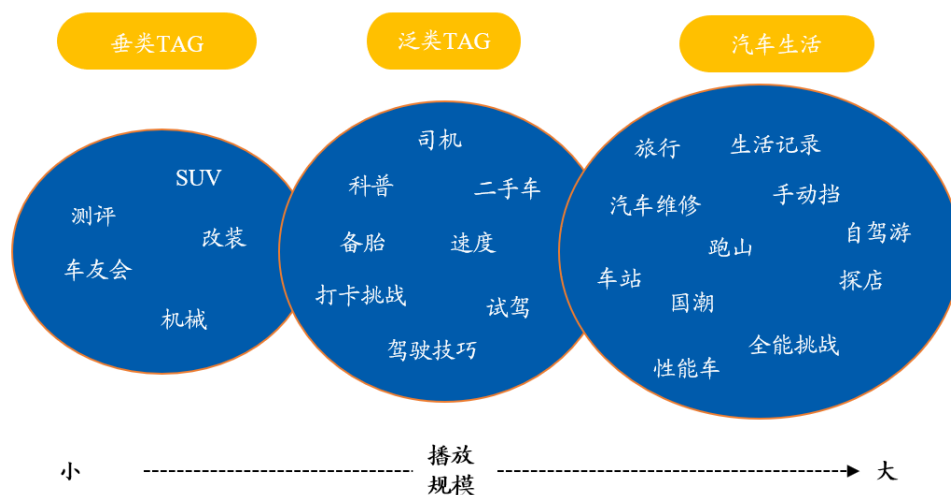 垂类TAG
泛类TAG
汽车生活
SUV
测评
改装
车友会
机械
司机
科普
二手车
备胎
速度
打卡挑战
试驾
驾驶技巧
旅行
生活记录
汽车维修
手动挡
跑山
自驾游
车站
探店
国潮
全能挑战
性能车
小
播放
规模
大